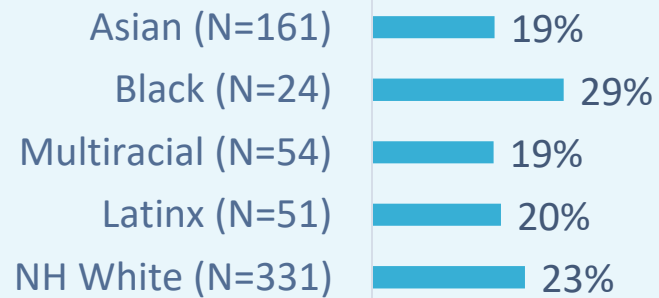 Asian (N=161) 19%
Black (N=24) 29%
Multiracial (N=54) 19%
Latinx (N=51) 20%
NH White (N=331) 23%